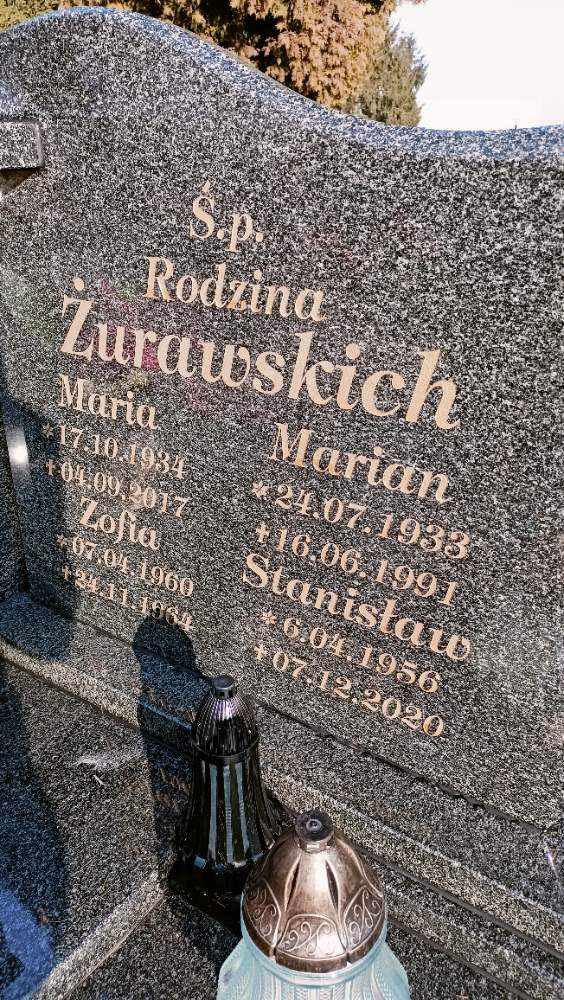 Ś.p.
Rodzina
Żurawskich
Maria
*17.10.1934
+04.09.2017
Zofia
*07.04.1960
+24.11.1964
Marian
*24.07.1933
+16.06.1991
Stanisław
*6.04.1956
+07.12.2020